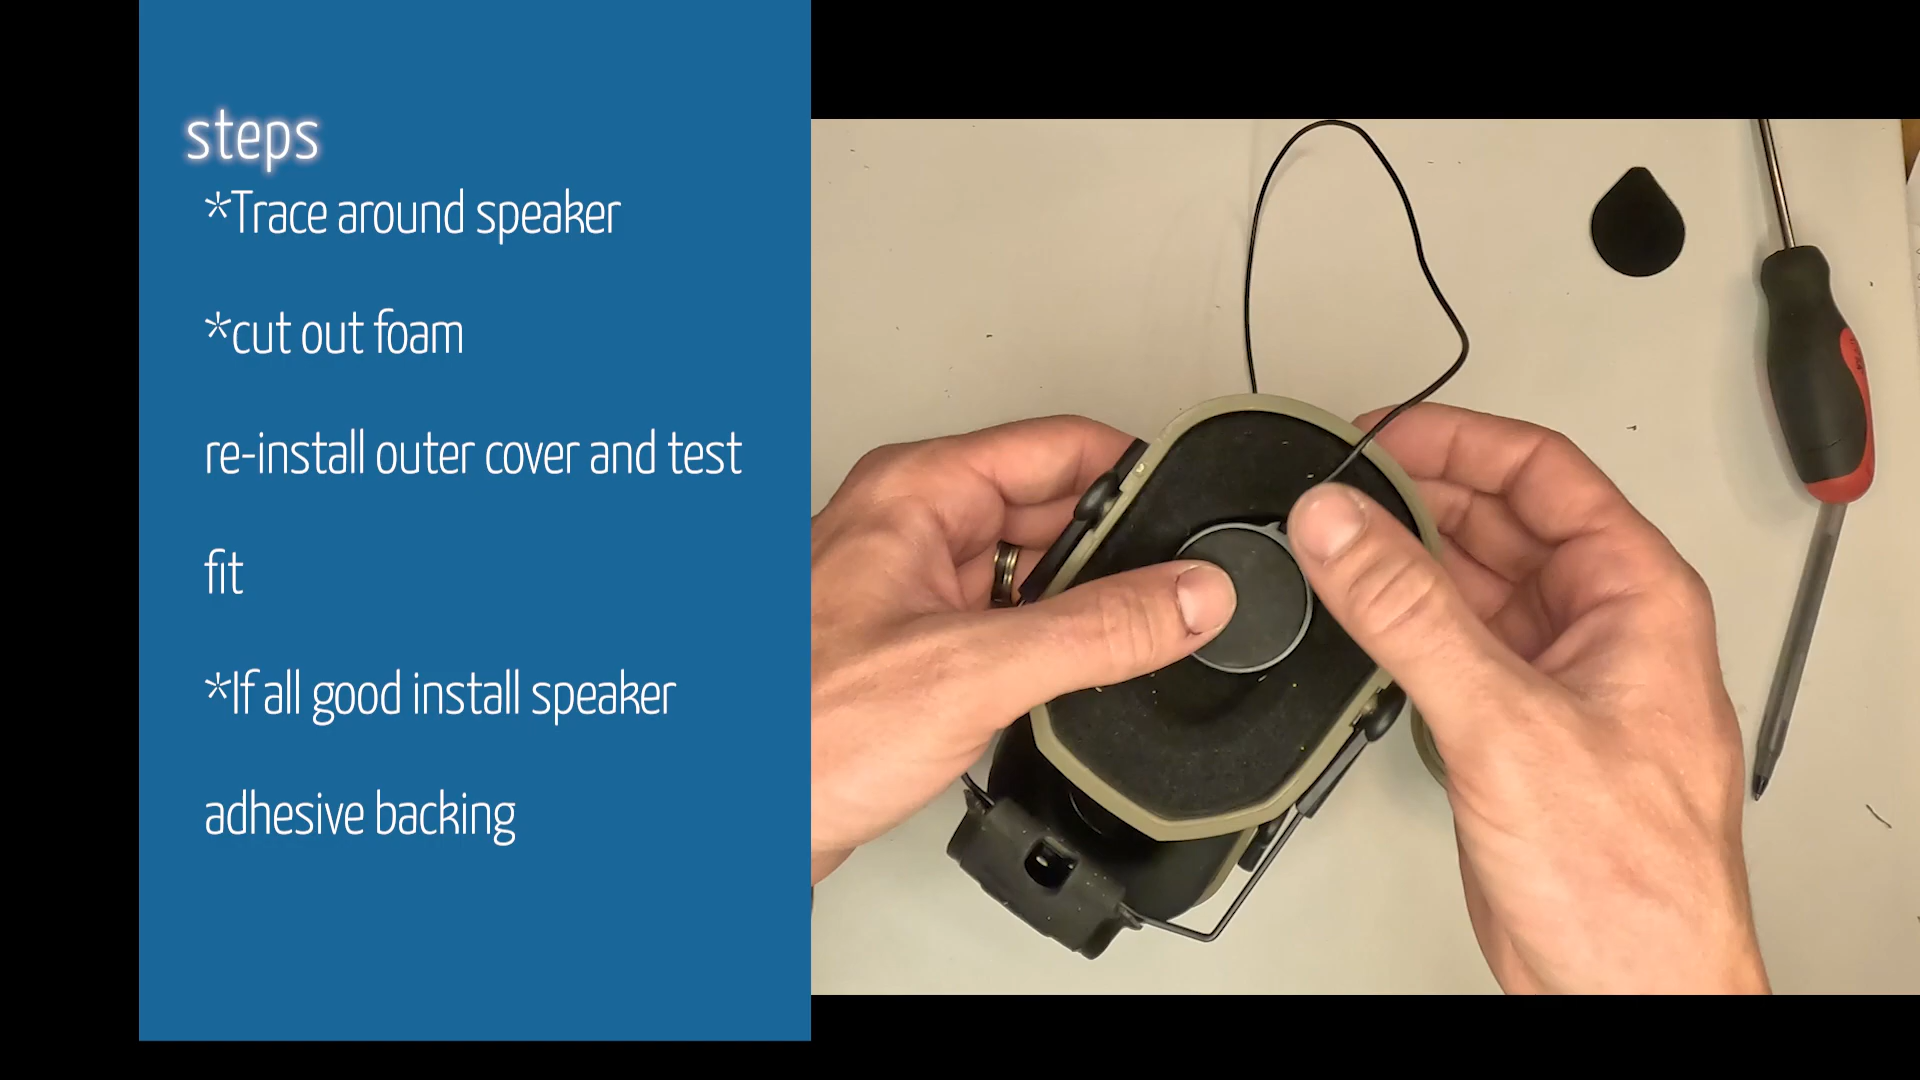 steps
*Trace around speaker
*cut out foam
re-install outer cover and test
fit
*If all good install speaker
adhesive backing